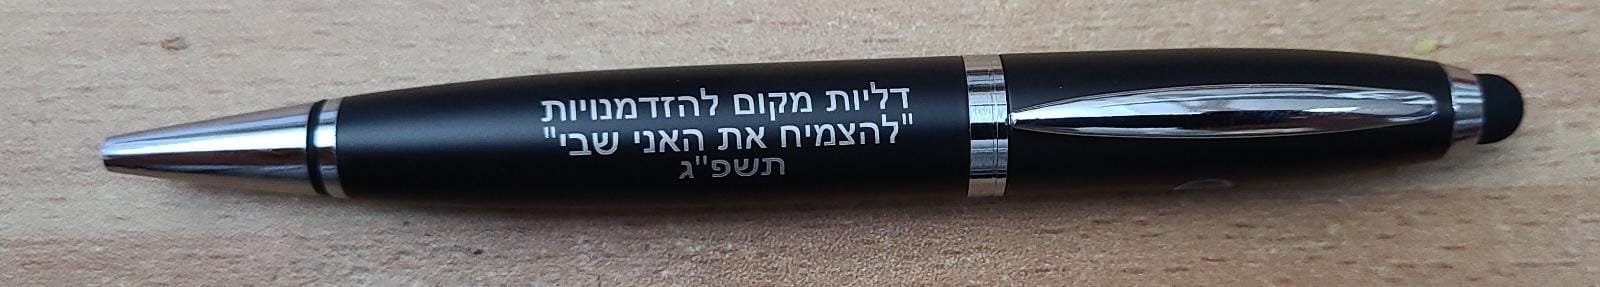 דליות מקום להזדמנויות
"להצמיח את האני שבי"
תשפ"ג